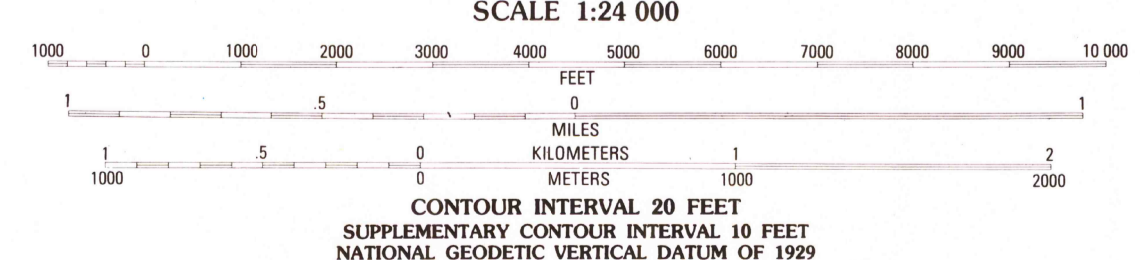 SCALE 1:24 000
1000 0 1000 2000 3000 4000 5000 6000 7000 8000 9000 10 000
FEET
1 .5 0 1
MILES
1 .5 0 KILOMETERS 1 2
1000 0 METERS 1000 2000
CONTOUR INTERVAL 20 FEET
SUPPLEMENTARY CONTOUR INTERVAL 10 FEET
NATIONAL GEODETIC VERTICAL DATUM OF 1929